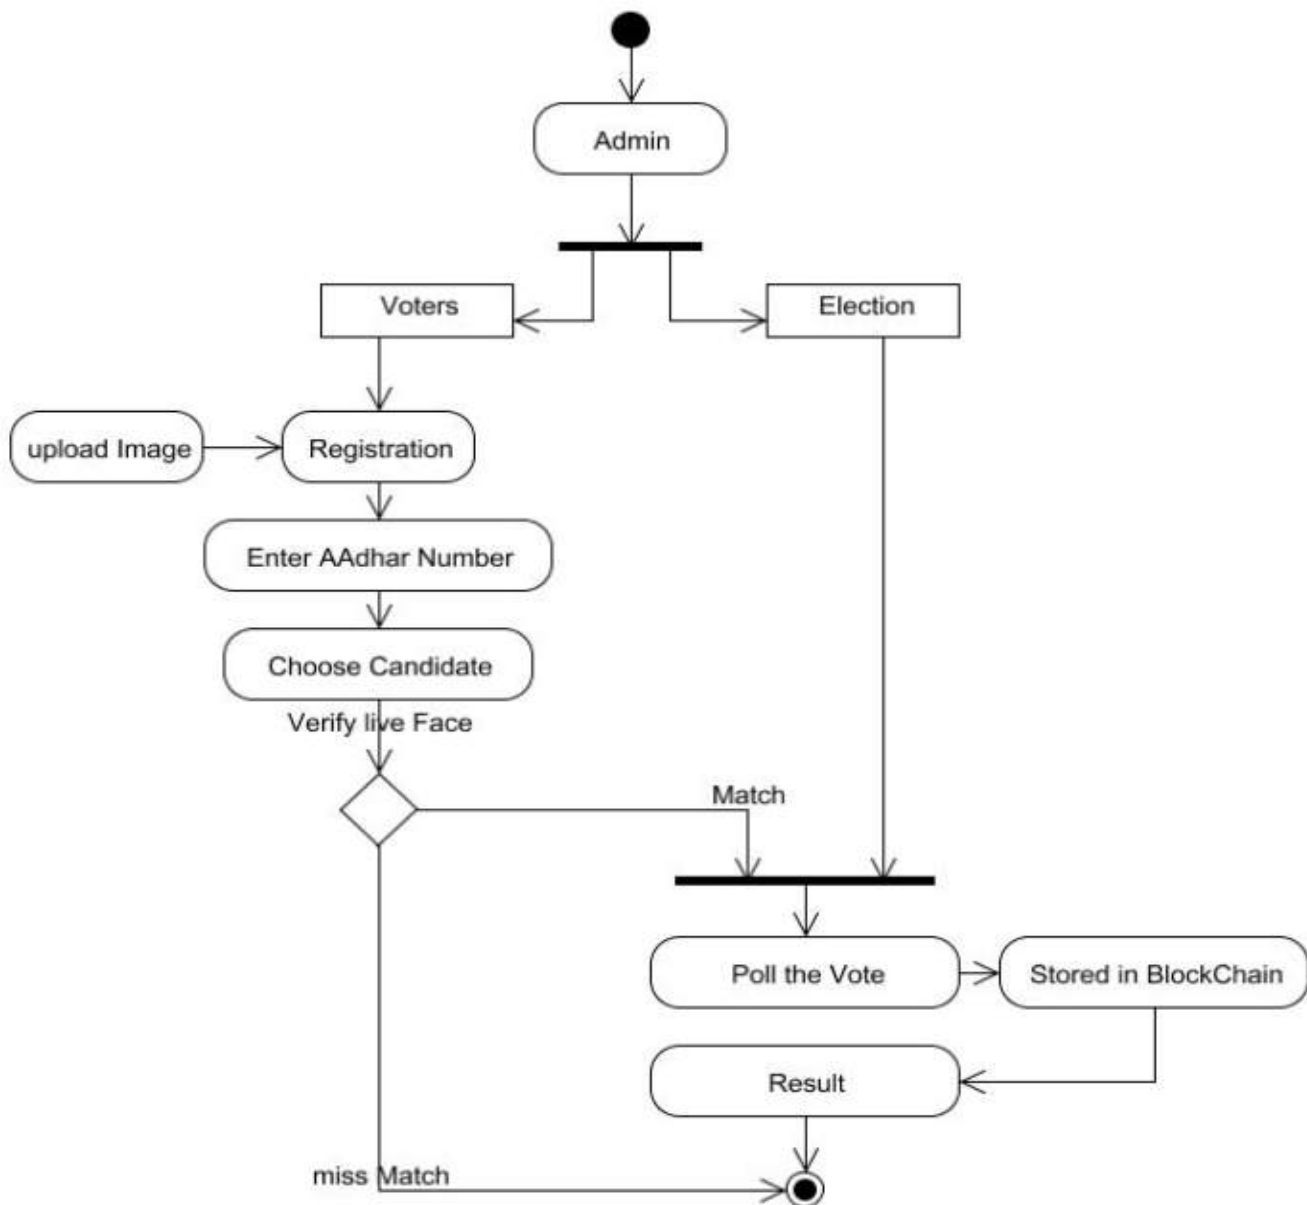 Admin
Voters
Election
upload Image
Registration
Enter AAdhar Number
Choose Candidate
Verify live Face
Match
Poll the Vote
Stored in BlockChain
Result
miss Match